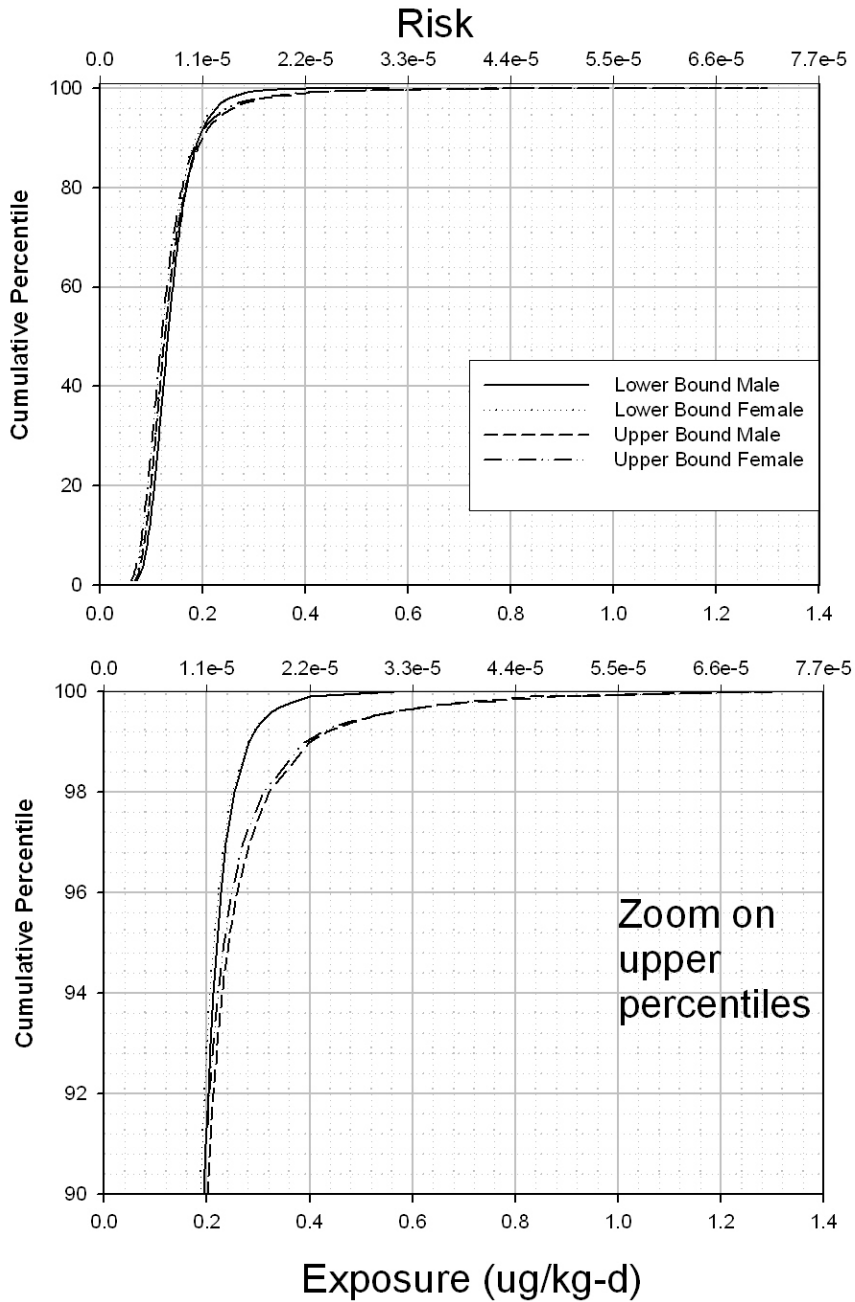 Risk
0.0 1.1e-5 2.2e-5 3.3e-5 4.4e-5 5.5e-5 6.6e-5 7.7e-5
100
80
60
40
20
0
Cumulative Percentile
Lower Bound Male
Lower Bound Female
Upper Bound Male
Upper Bound Female
0.0 0.2 0.4 0.6 0.8 1.0 1.2 1.4
0.0 1.1e-5 2.2e-5 3.3e-5 4.4e-5 5.5e-5 6.6e-5 7.7e-5
100
98
96
94
92
90
Cumulative Percentile
Zoom on
upper
percentiles
0.0 0.2 0.4 0.6 0.8 1.0 1.2 1.4
Exposure (ug/kg-d)